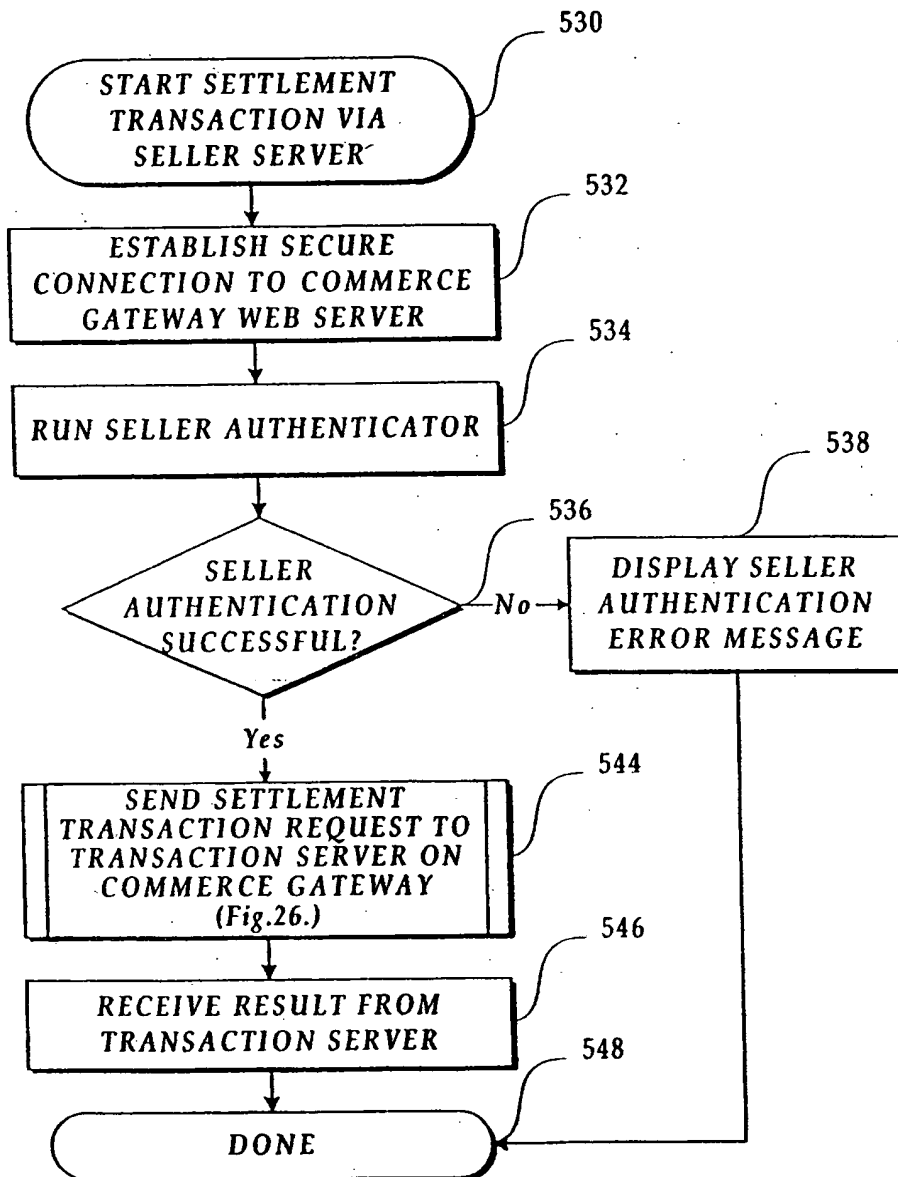 530
START SETTLEMENT
TRANSACTION VIA
SELLER SERVER
532
ESTABLISH SECURE
CONNECTION TO COMMERCE
GATEWAY WEB SERVER
534
RUN SELLER AUTHENTICATOR
536
SELLER
AUTHENTICATION
SUCCESSFUL?
No
538
DISPLAY SELLER
AUTHENTICATION
ERROR MESSAGE
Yes
544
SEND SETTLEMENT
TRANSACTION REQUEST TO
TRANSACTION SERVER ON
COMMERCE GATEWAY
(Fig.26.)
546
RECEIVE RESULT FROM
TRANSACTION SERVER
548
DONE